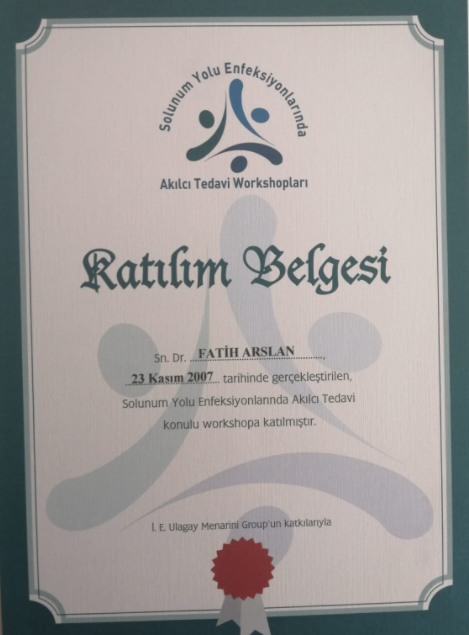 Solunum Yolu Enfeksiyonlarında
Akılcı Tedavi Workshopları
Katılım Belgesi
Sn. Dr. FATİH ARSLAN,
23 Kasım 2007 tarihinde gerçekleştirilen,
Solunum Yolu Enfeksiyonlarında Akılcı Tedavi
konulu workshopa katılmıştır.
İ. E. Ulagay Menarini Group'un katkılarıyla